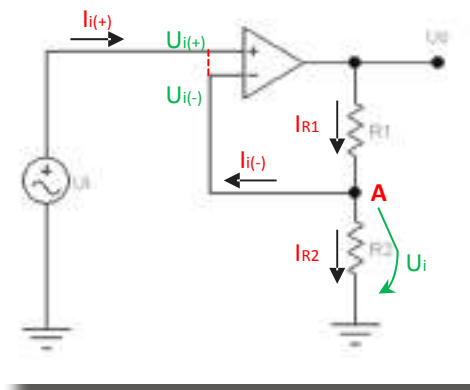 Ii(+)
Ui(+)
Ui(-)
Ii(-)
Ui
IR1
R1
A
IR2
R2
Ui